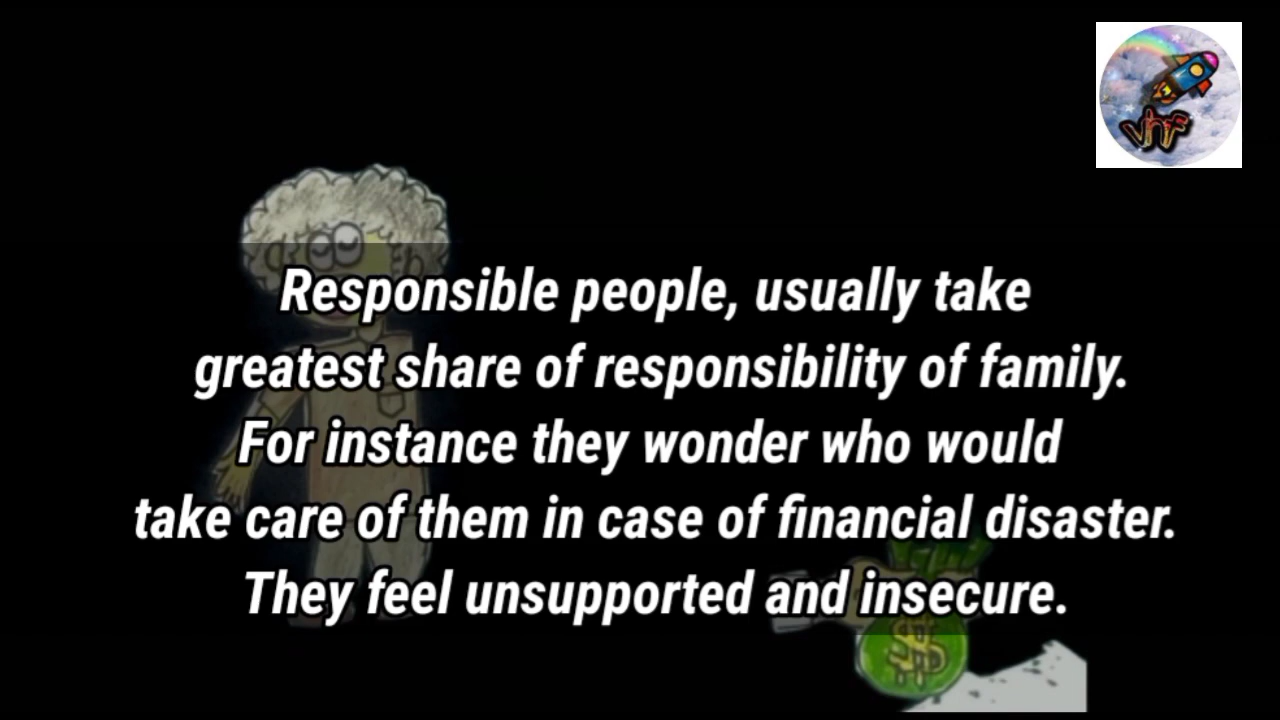 vhf
Responsible people, usually take
greatest share of responsibility of family.
For instance they wonder who would
take care of them in case of financial disaster.
They feel unsupported and insecure.
$